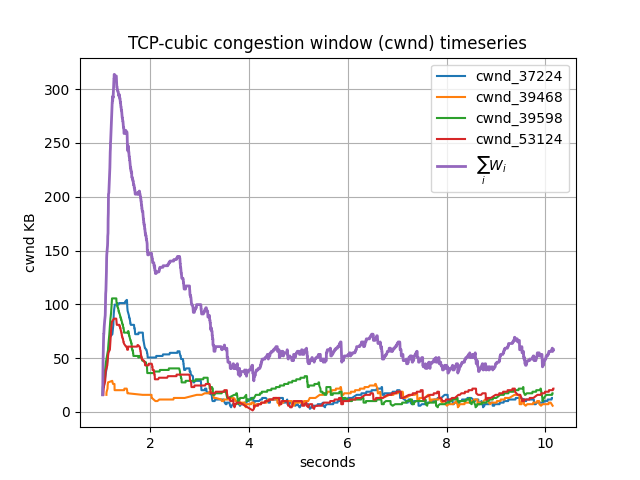 TCP-cubic congestion window (cwnd) timeseries
cwnd_37224
cwnd_39468
cwnd_39598
cwnd_53124
∑ᵢ Wᵢ
cwnd KB
300
250
200
150
100
50
0
2 4 6 8 10
seconds